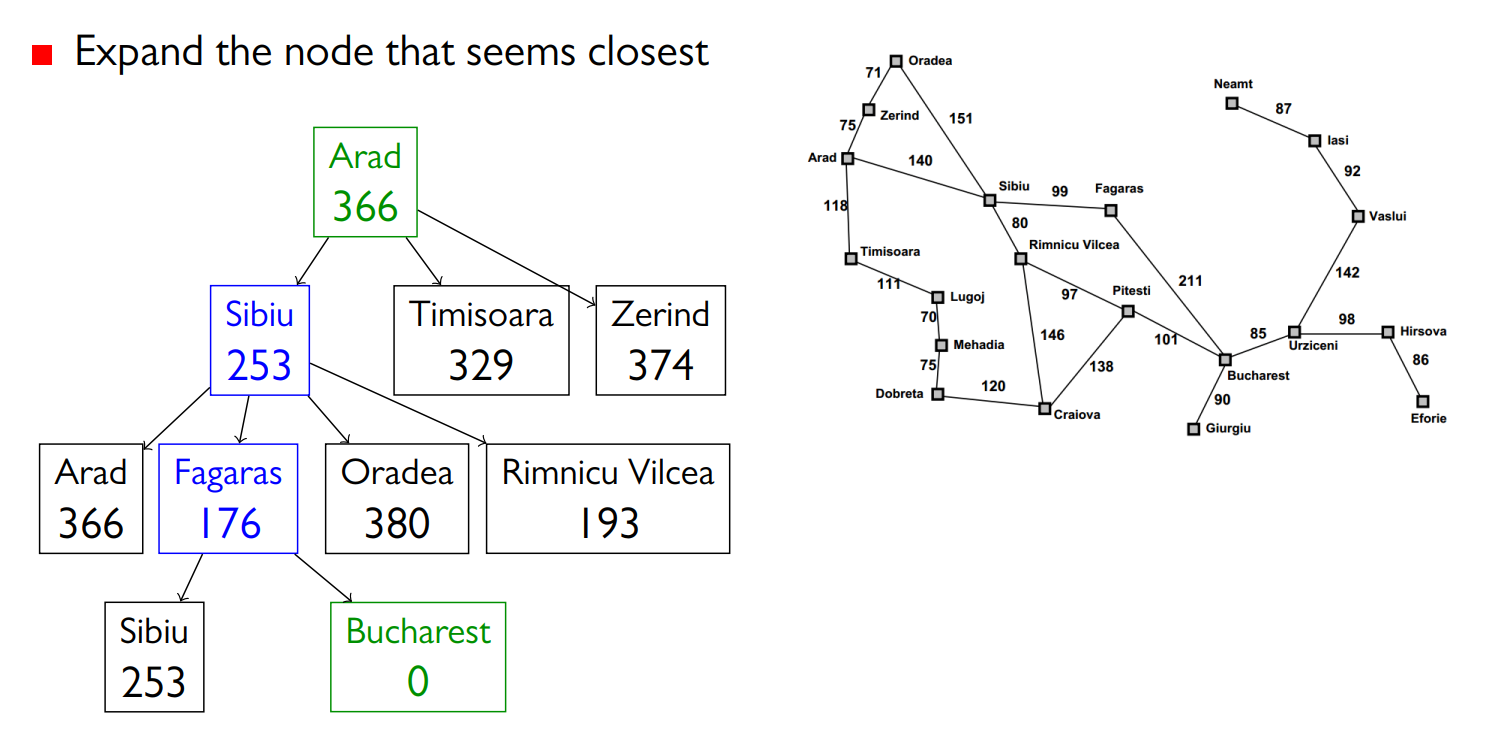 Expand the node that seems closest
Arad
366
Sibiu
253
Timisoara
329
Zerind
374
Arad
366
Fagaras
176
Oradea
380
Rimnicu Vilcea
193
Sibiu
253
Bucharest
0
Oradea
71
Neamt
87
Zerind
151
75
Iasi
Arad
140
92
Sibiu
99
Fagaras
118
80
Vaslui
Rimnicu Vilcea
Timisoara
142
111
97
Pitesti
211
Lugoj
70
146
101
85
98
Hirsova
Mehadia
Urziceni
75
138
86
Bucharest
Dobreta
120
90
Craiova
Giurgiu
Eforie